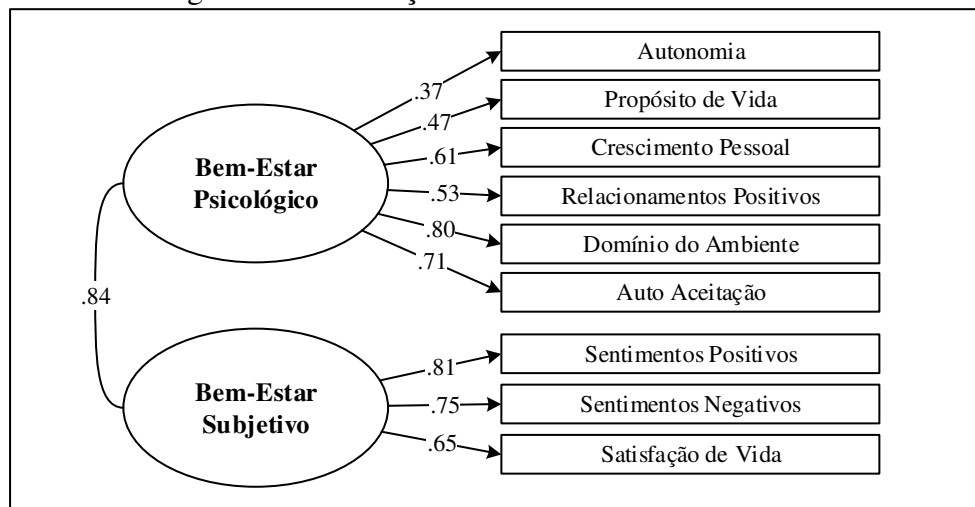 Autonomia
.37
Propósito de Vida
.47
Crescimento Pessoal
.61
Bem-Estar
Psicológico
.53
Relacionamentos Positivos
.80
Domínio do Ambiente
.71
Auto Aceitação
.84
.81
Sentimentos Positivos
Bem-Estar
Subjetivo
.75
Sentimentos Negativos
.65
Satisfação de Vida